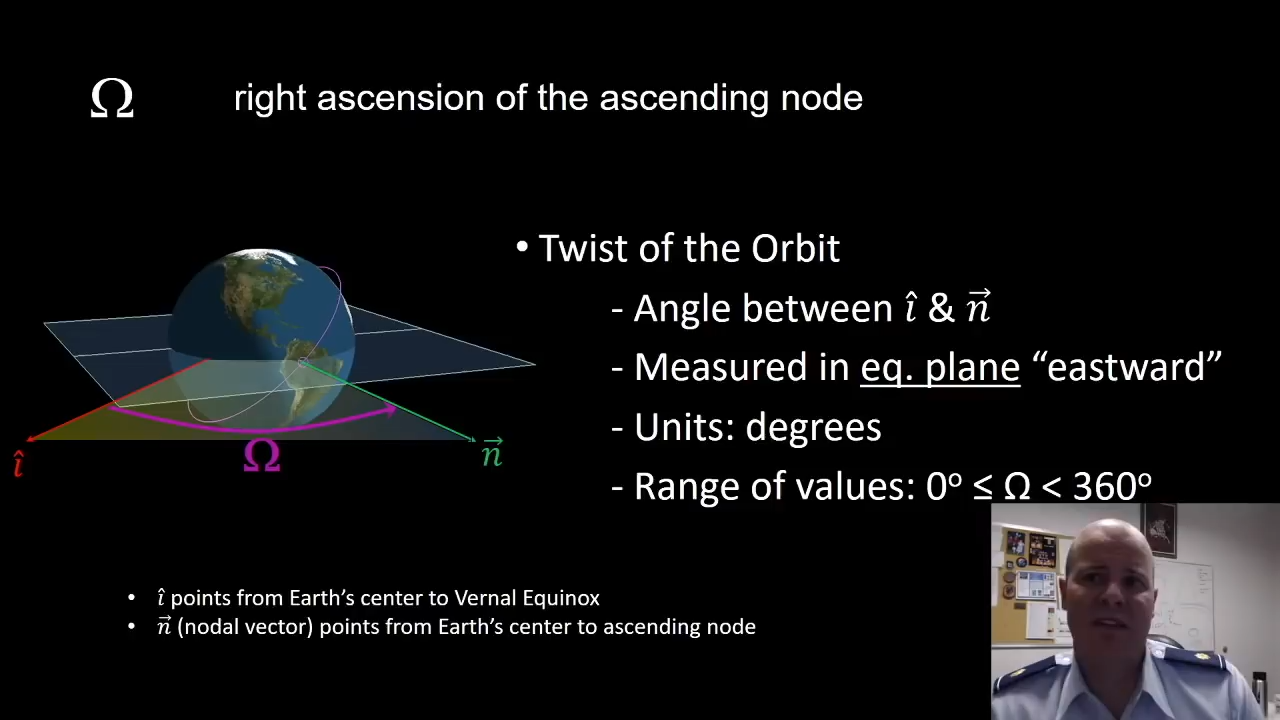 Ω right ascension of the ascending node
• Twist of the Orbit
- Angle between î & n⃗
- Measured in eq. plane “eastward”
- Units: degrees
- Range of values: 0º ≤ Ω < 360º
î
Ω
n⃗
• î points from Earth’s center to Vernal Equinox
• n⃗ (nodal vector) points from Earth’s center to ascending node